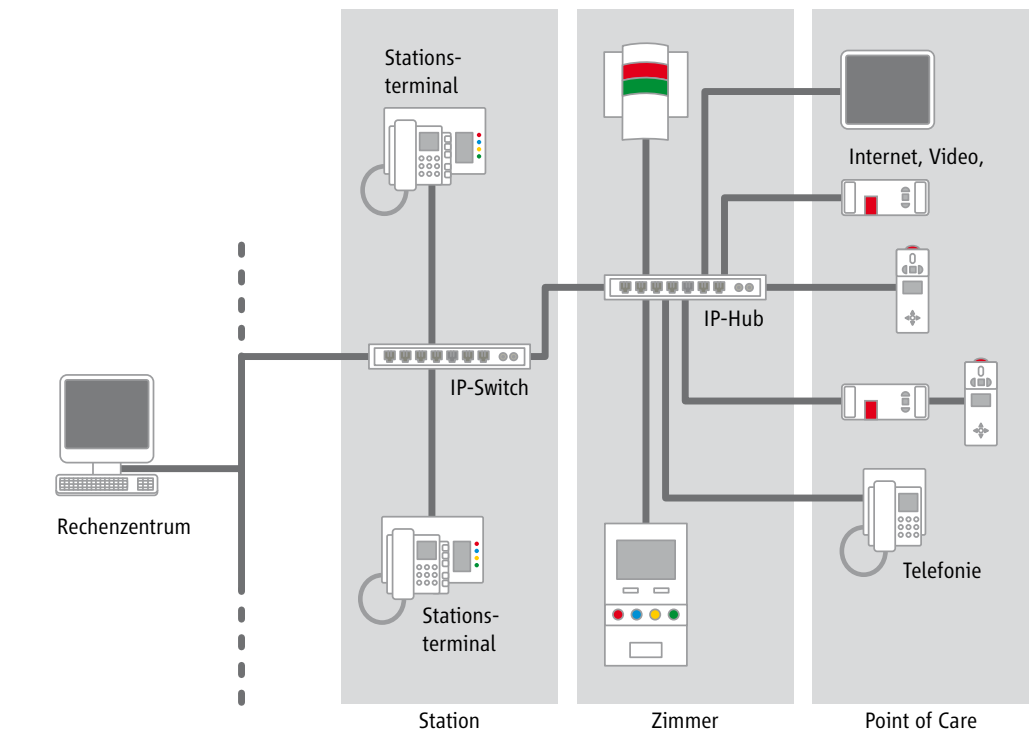 Stations-
terminal
Internet, Video,
IP-Hub
IP-Switch
Rechenzentrum
Telefonie
Stations-
terminal
Station
Zimmer
Point of Care